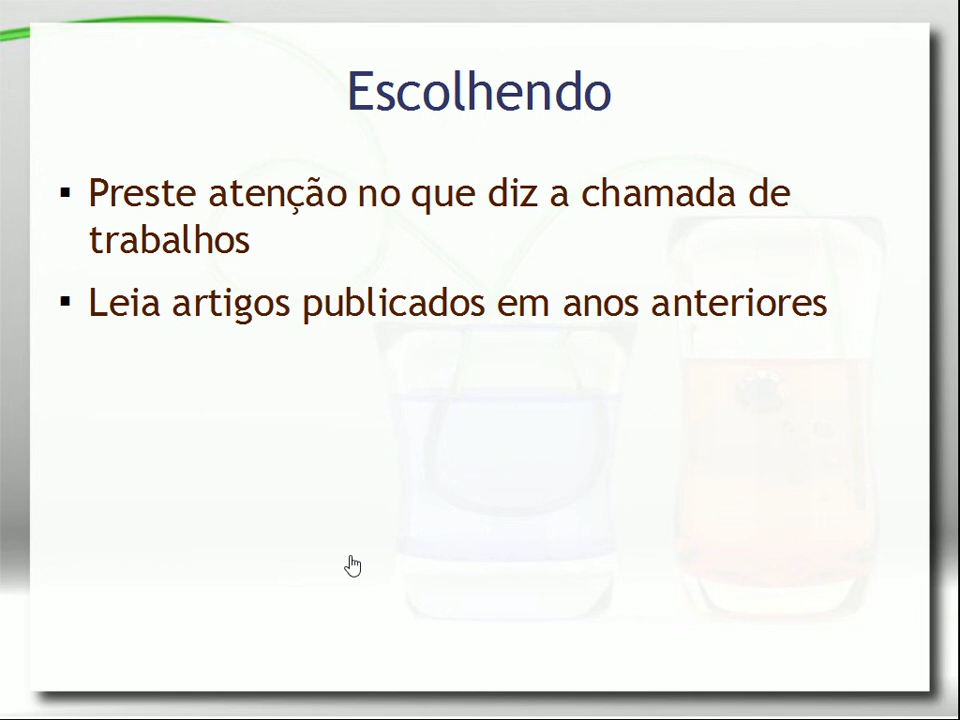 Escolhendo
▪ Preste atenção no que diz a chamada de
trabalhos
▪ Leia artigos publicados em anos anteriores